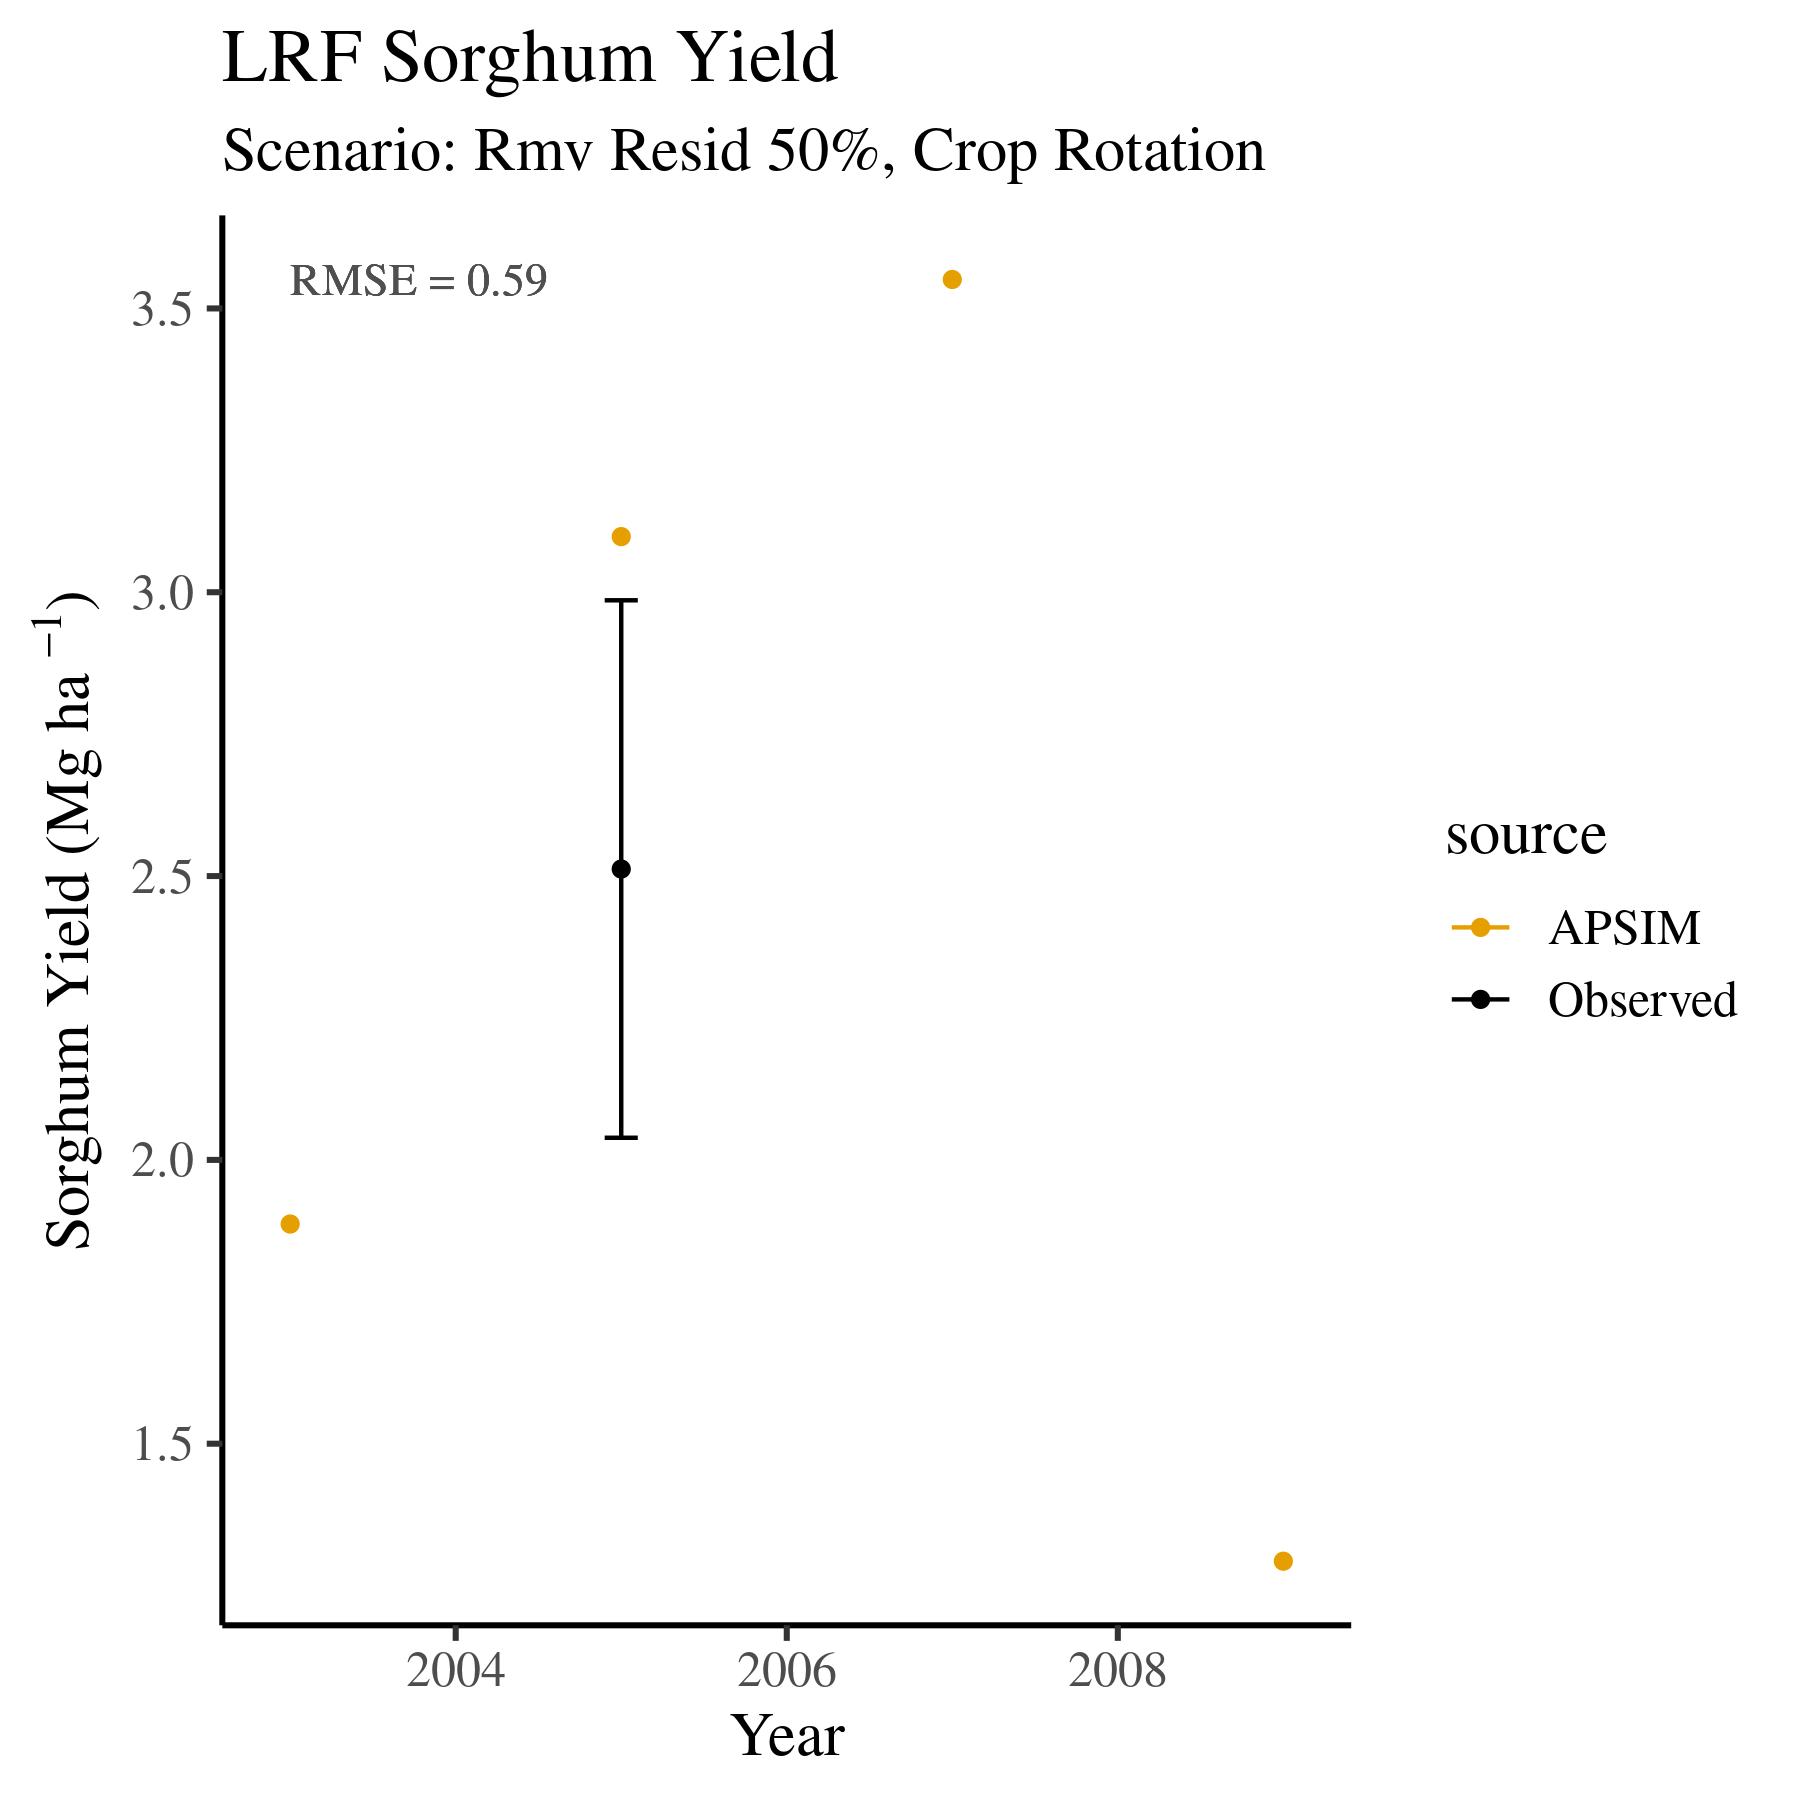 LRF Sorghum Yield
Scenario: Rmv Resid 50%, Crop Rotation
RMSE = 0.59
3.5
3.0
2.5
2.0
1.5
Sorghum Yield (Mg ha⁻¹)
2004 2006 2008
Year
source
APSIM
Observed